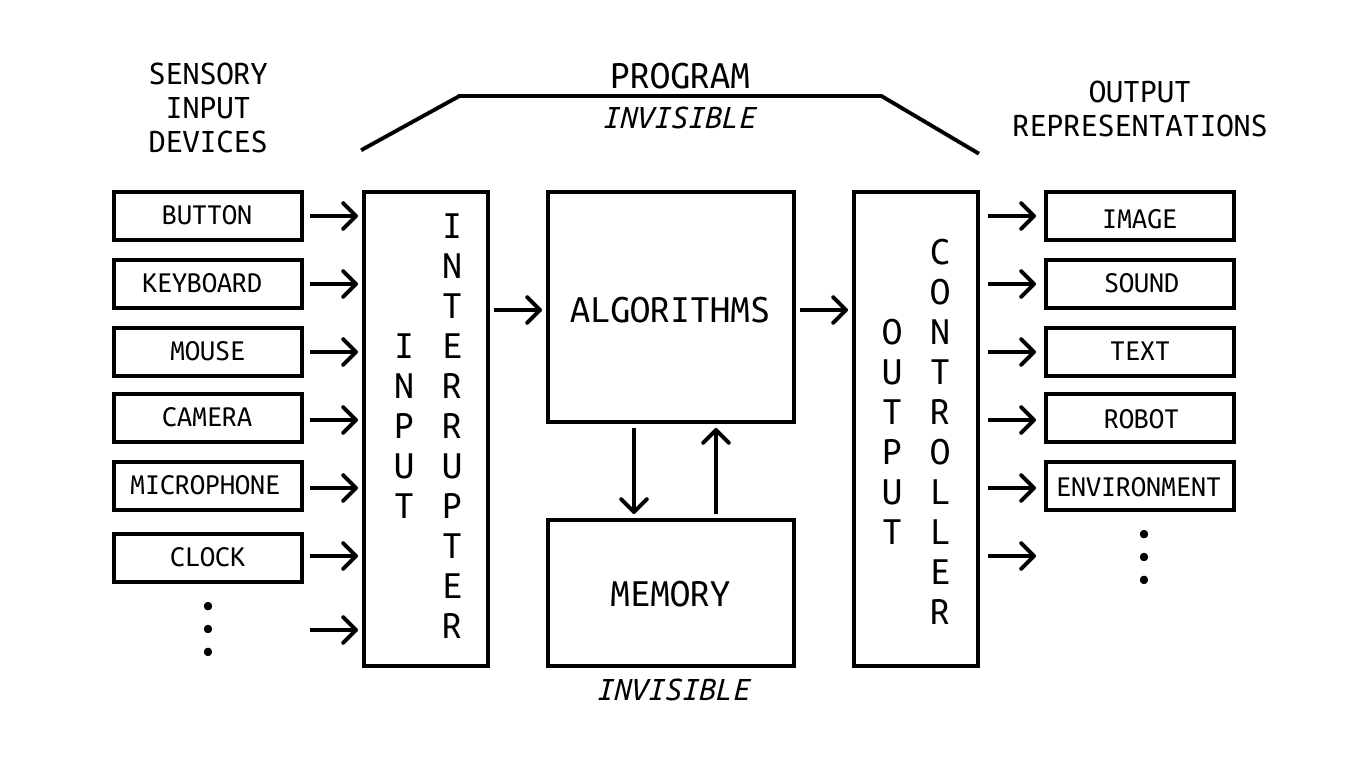 SENSORY
INPUT
DEVICES
PROGRAM
INVISIBLE
OUTPUT
REPRESENTATIONS
BUTTON
KEYBOARD
MOUSE
CAMERA
MICROPHONE
CLOCK
INPUT
INTERRUPTER
ALGORITHMS
MEMORY
INVISIBLE
OUTPUT
CONTROLLER
IMAGE
SOUND
TEXT
ROBOT
ENVIRONMENT